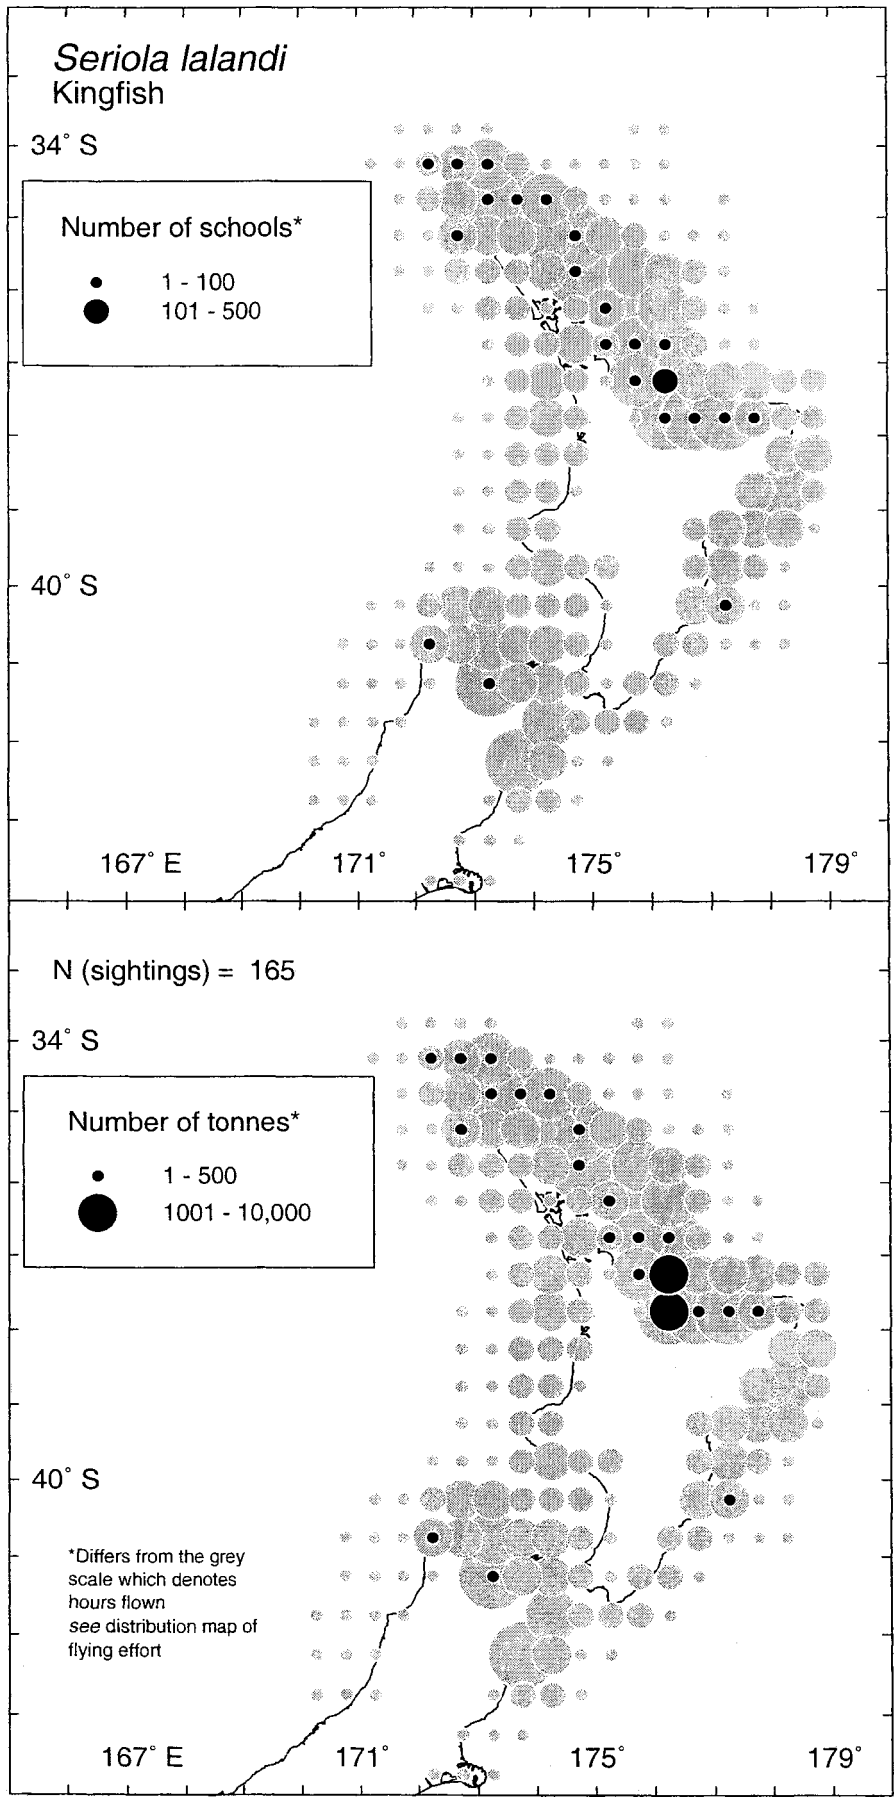 Seriola lalandi
Kingfish
34° S
Number of schools*
1 - 100
101 - 500
40° S
167° E 171° 175° 179°
N (sightings) = 165
34° S
Number of tonnes*
1 - 500
1001 - 10,000
40° S
*Differs from the grey
scale which denotes
hours flown
see distribution map of
flying effort
167° E 171° 175° 179°